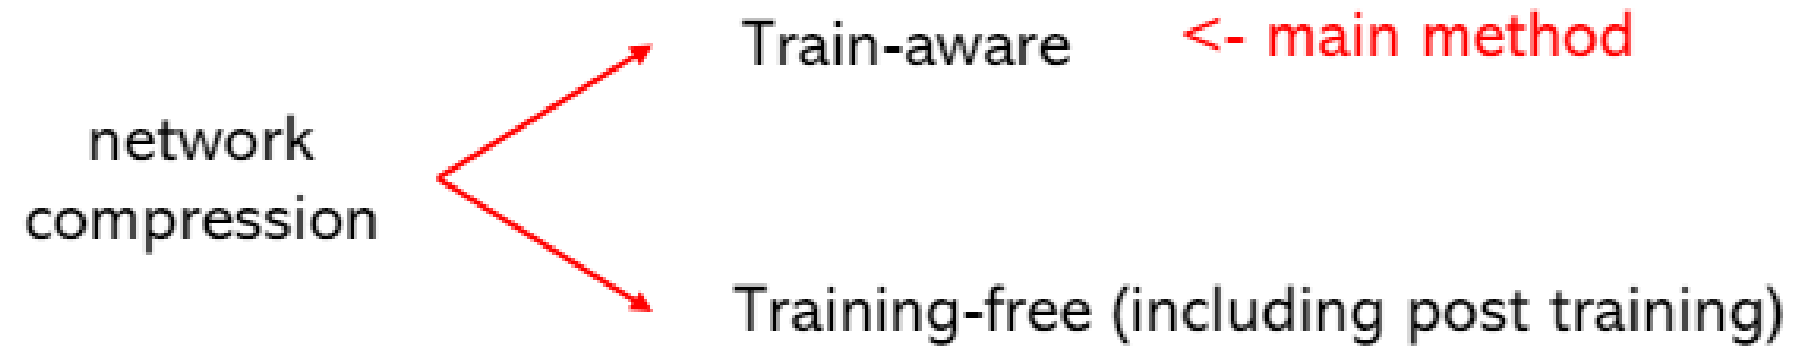 Train-aware <- main method
network
compression
Training-free (including post training)